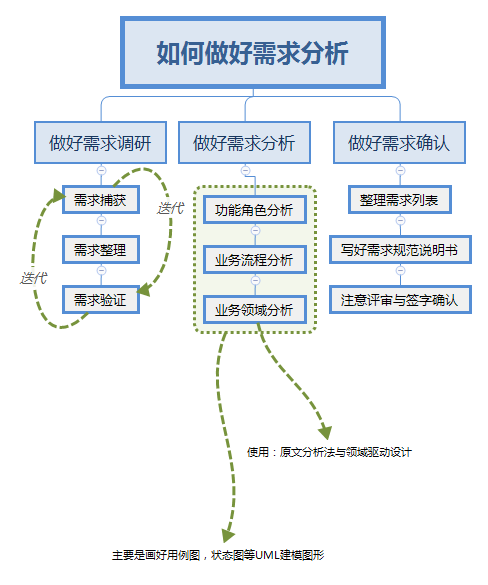 如何做好需求分析
做好需求调研
做好需求分析
做好需求确认
需求捕获
迭代
需求整理
迭代
需求验证
功能角色分析
业务流程分析
业务领域分析
整理需求列表
写好需求规范说明书
注意评审与签字确认
使用：原文分析法与领域驱动设计
主要是画好用例图，状态图等UML建模图形